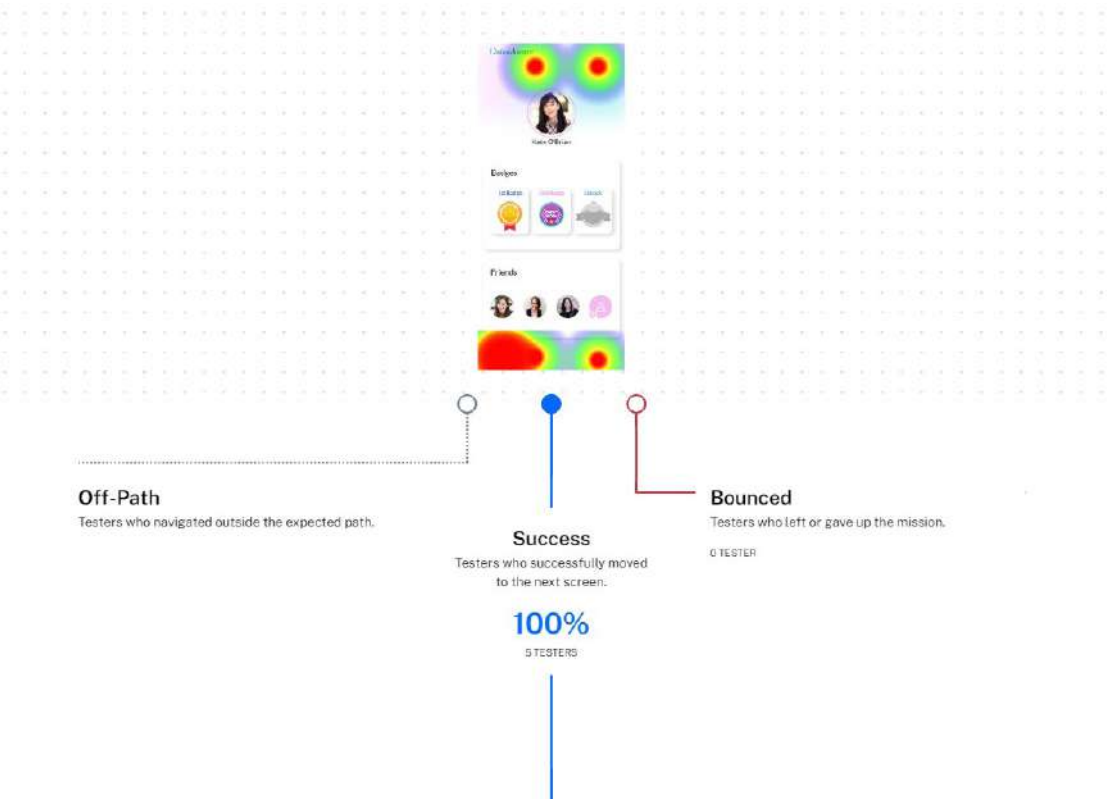 Kate O'Brian
Badges
Friends
Off-Path
Testers who navigated outside the expected path.
Success
Testers who successfully moved
to the next screen.
100%
5 TESTERS
Bounced
Testers who left or gave up the mission.
0 TESTER